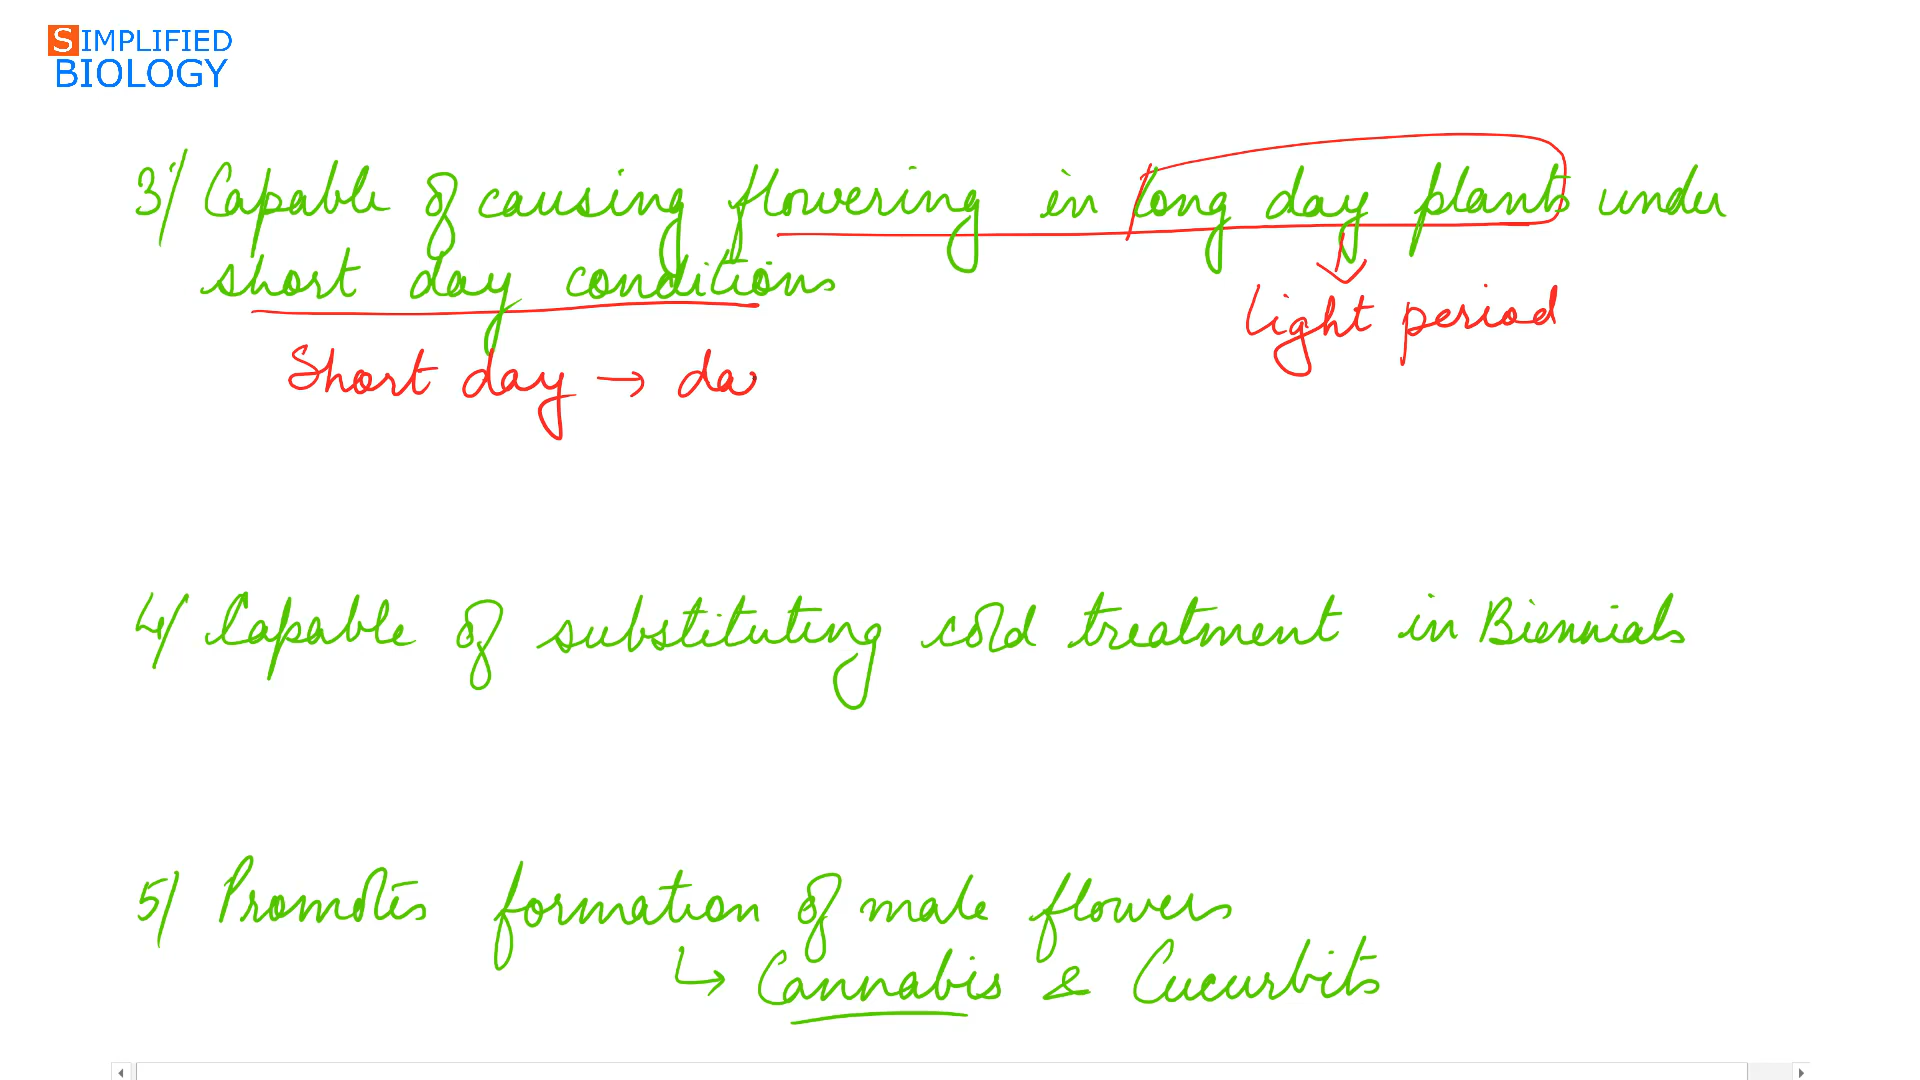 SIMPLIFIED
BIOLOGY
3) Capable of causing flowering in long day plants under
short day conditions
light period
Short day → da
4) Capable of substituting cold treatment in Biennials
5) Promotes formation of male flowers
↳ Cannabis & Cucurbits